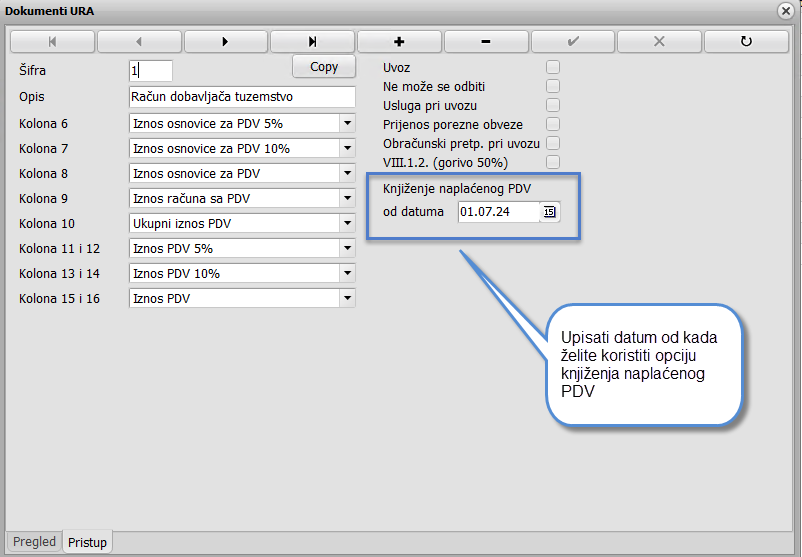 Dokumenti URA
Šifra
1
Copy
Opis
Račun dobavljača tuzemstvo
Kolona 6
Iznos osnovice za PDV 5%
Kolona 7
Iznos osnovice za PDV 10%
Kolona 8
Iznos osnovice za PDV
Kolona 9
Iznos računa sa PDV
Kolona 10
Ukupni iznos PDV
Kolona 11 i 12
Iznos PDV 5%
Kolona 13 i 14
Iznos PDV 10%
Kolona 15 i 16
Iznos PDV
Uvoz
Ne može se odbiti
Usluga pri uvozu
Prijenos porezne obveze
Obračunski pretp. pri uvozu
VIII.1.2. (gorivo 50%)
Knjiženje naplaćenog PDV
od datuma
01.07.24
15
Upisati datum od kada
želite koristiti opciju
knjiženja naplaćenog
PDV
Pregled
Pristup